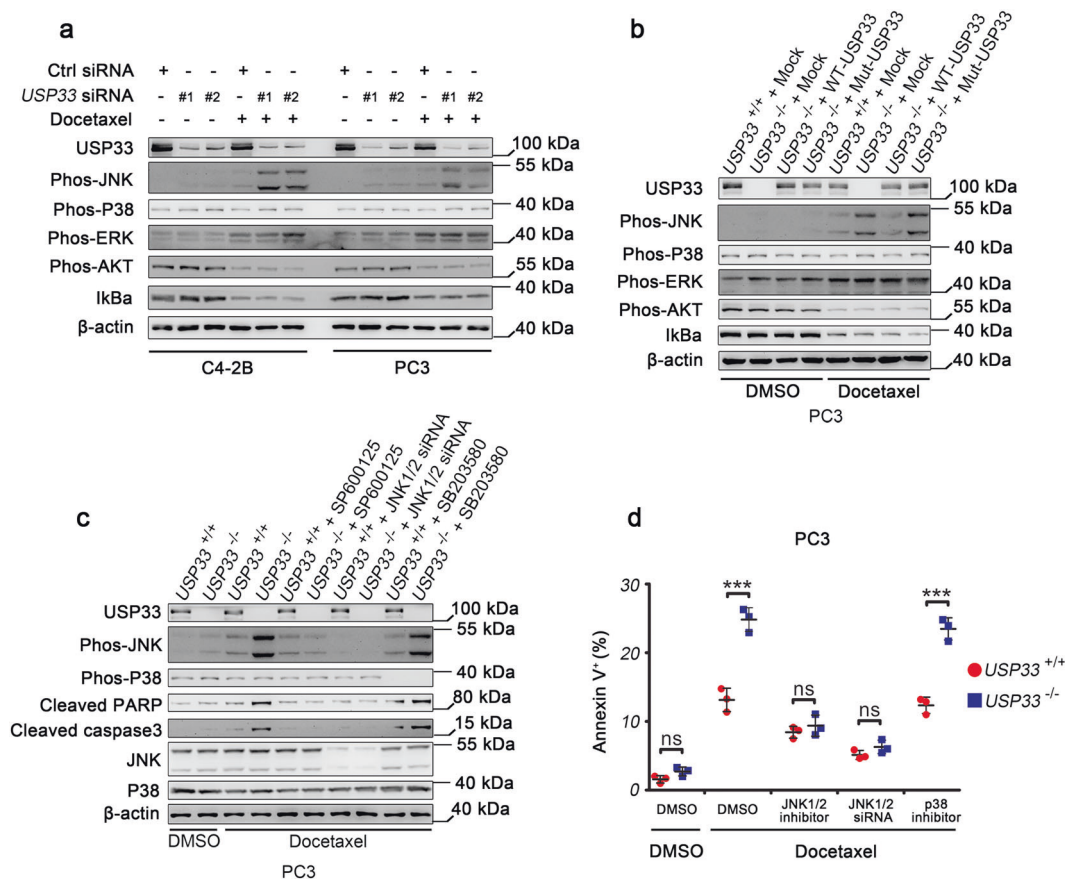 a
Ctrl siRNA + - - + - - + - - + - -
USP33 siRNA - #1 #2 - #1 #2 - #1 #2 - #1 #2
Docetaxel - - - + + + - - - + + +
USP33 100 kDa
Phos-JNK 55 kDa
Phos-P38 40 kDa
Phos-ERK 40 kDa
Phos-AKT 55 kDa
IkBa 40 kDa
β-actin 40 kDa
C4-2B PC3
b
USP33 +/+ + Mock
USP33 -/- + Mock
USP33 -/- + WT-USP33
USP33 -/- + Mut-USP33
USP33 +/+ + Mock
USP33 -/- + Mock
USP33 -/- + WT-USP33
USP33 -/- + Mut-USP33
USP33 100 kDa
Phos-JNK 55 kDa
Phos-P38 40 kDa
Phos-ERK 40 kDa
Phos-AKT 55 kDa
IkBa 40 kDa
β-actin 40 kDa
DMSO Docetaxel
PC3
c
USP33 +/+
USP33 -/-
USP33 +/+
USP33 -/-
USP33 +/+ + SP600125
USP33 -/- + SP600125
USP33 +/+ + JNK1/2 siRNA
USP33 -/- + JNK1/2 siRNA
USP33 +/+ + SB203580
USP33 -/- + SB203580
USP33 100 kDa
Phos-JNK 55 kDa
Phos-P38 40 kDa
Cleaved PARP 80 kDa
Cleaved caspase3 15 kDa
JNK 55 kDa
P38 40 kDa
β-actin 40 kDa
DMSO Docetaxel
PC3
d
PC3
Annexin V+ (%)
30
20
10
0
ns *** ns ns ***
USP33 +/+
USP33 -/-
DMSO DMSO JNK1/2 inhibitor JNK1/2 siRNA p38 inhibitor
DMSO Docetaxel